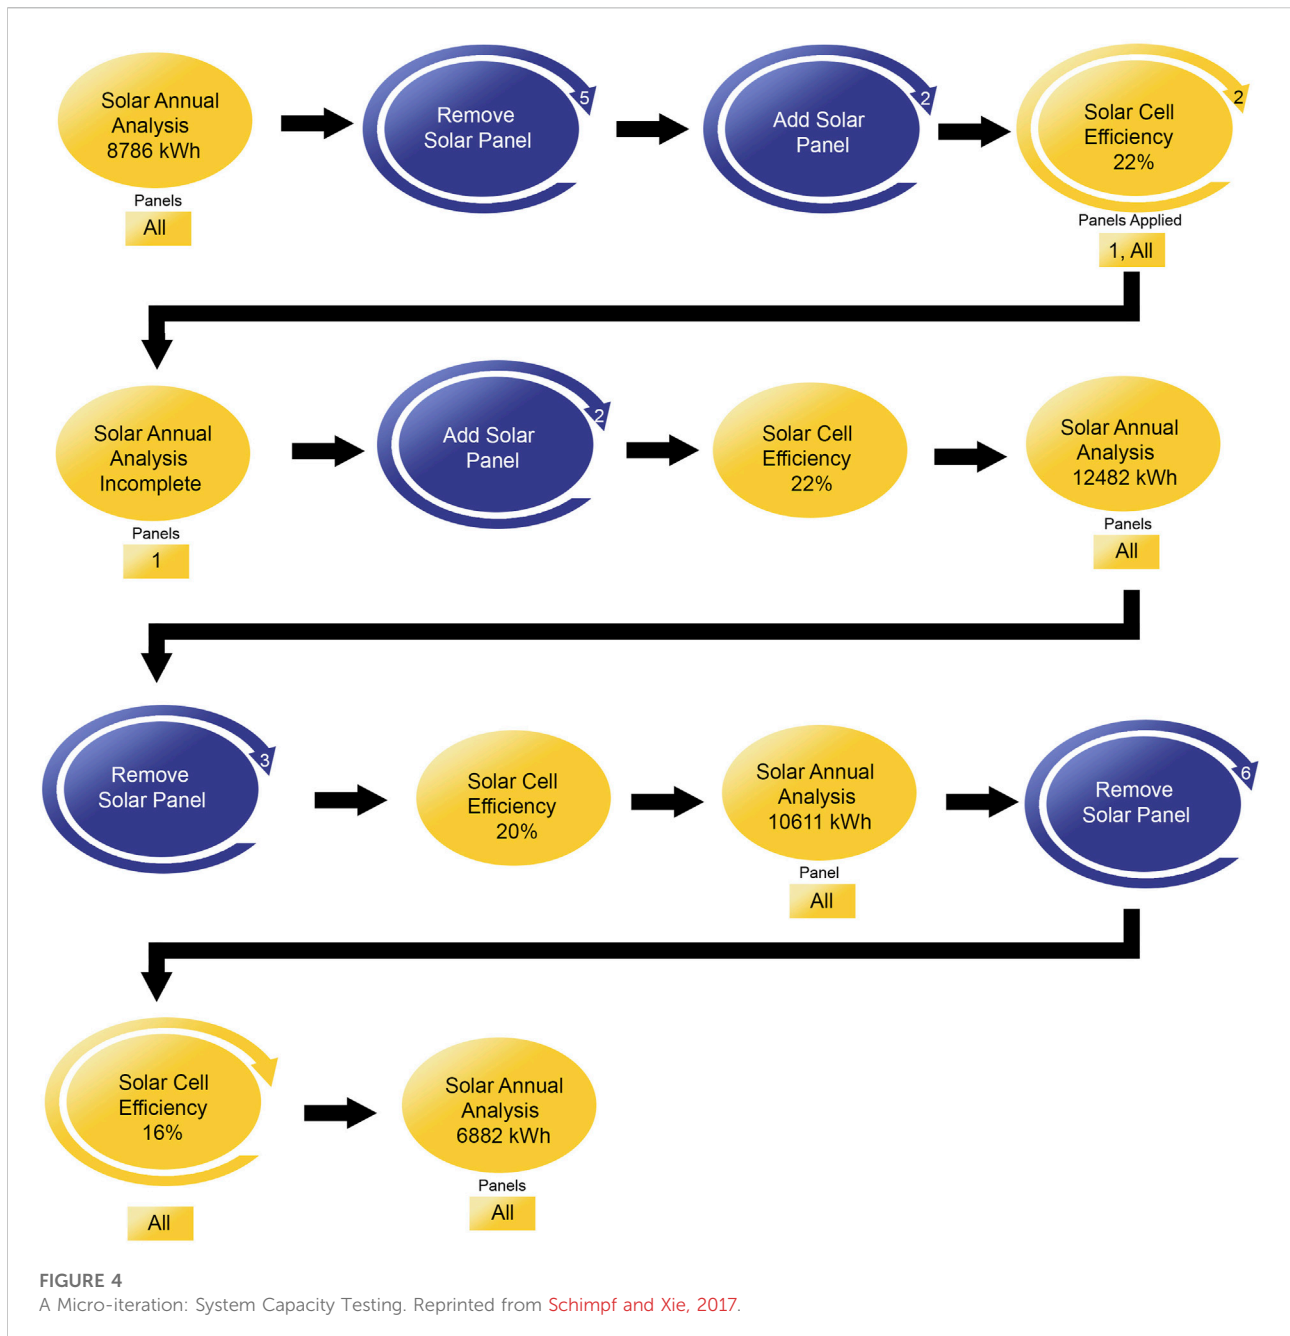 Solar Annual
Analysis
8786 kWh
Panels
All
Remove
Solar Panel
5
Add Solar
Panel
2
Solar Cell
Efficiency
22%
2
Panels Applied
1, All
Solar Annual
Analysis
Incomplete
Panels
1
Add Solar
Panel
2
Solar Cell
Efficiency
22%
Solar Annual
Analysis
12482 kWh
Panels
All
Remove
Solar Panel
3
Solar Cell
Efficiency
20%
Solar Annual
Analysis
10611 kWh
Panel
All
Remove
Solar Panel
6
Solar Cell
Efficiency
16%
All
Solar Annual
Analysis
6882 kWh
Panels
All
FIGURE 4
A Micro-iteration: System Capacity Testing. Reprinted from Schimpf and Xie, 2017.